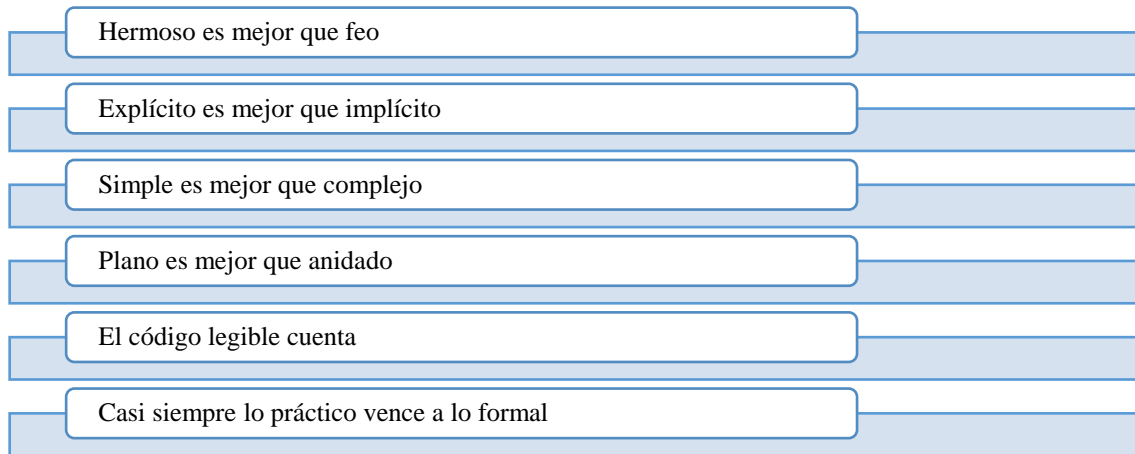 Hermoso es mejor que feo
Explícito es mejor que implícito
Simple es mejor que complejo
Plano es mejor que anidado
El código legible cuenta
Casi siempre lo práctico vence a lo formal